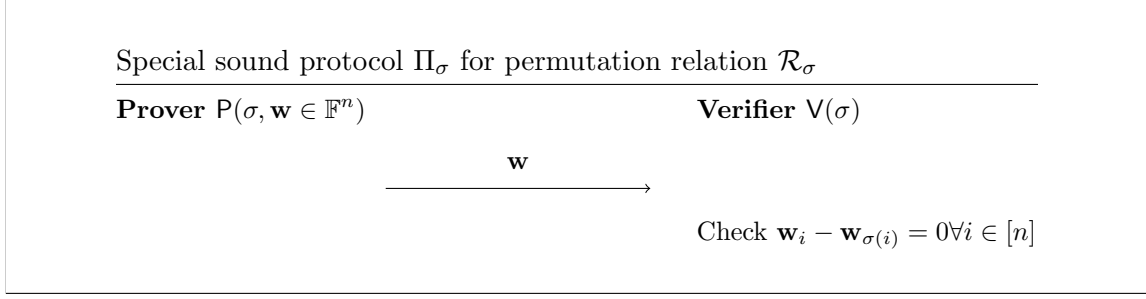 Special sound protocol Π_σ for permutation relation ℛ_σ
Prover P(σ, w ∈ 𝔽^n) Verifier V(σ)
w
Check w_i − w_σ(i) = 0∀i ∈ [n]